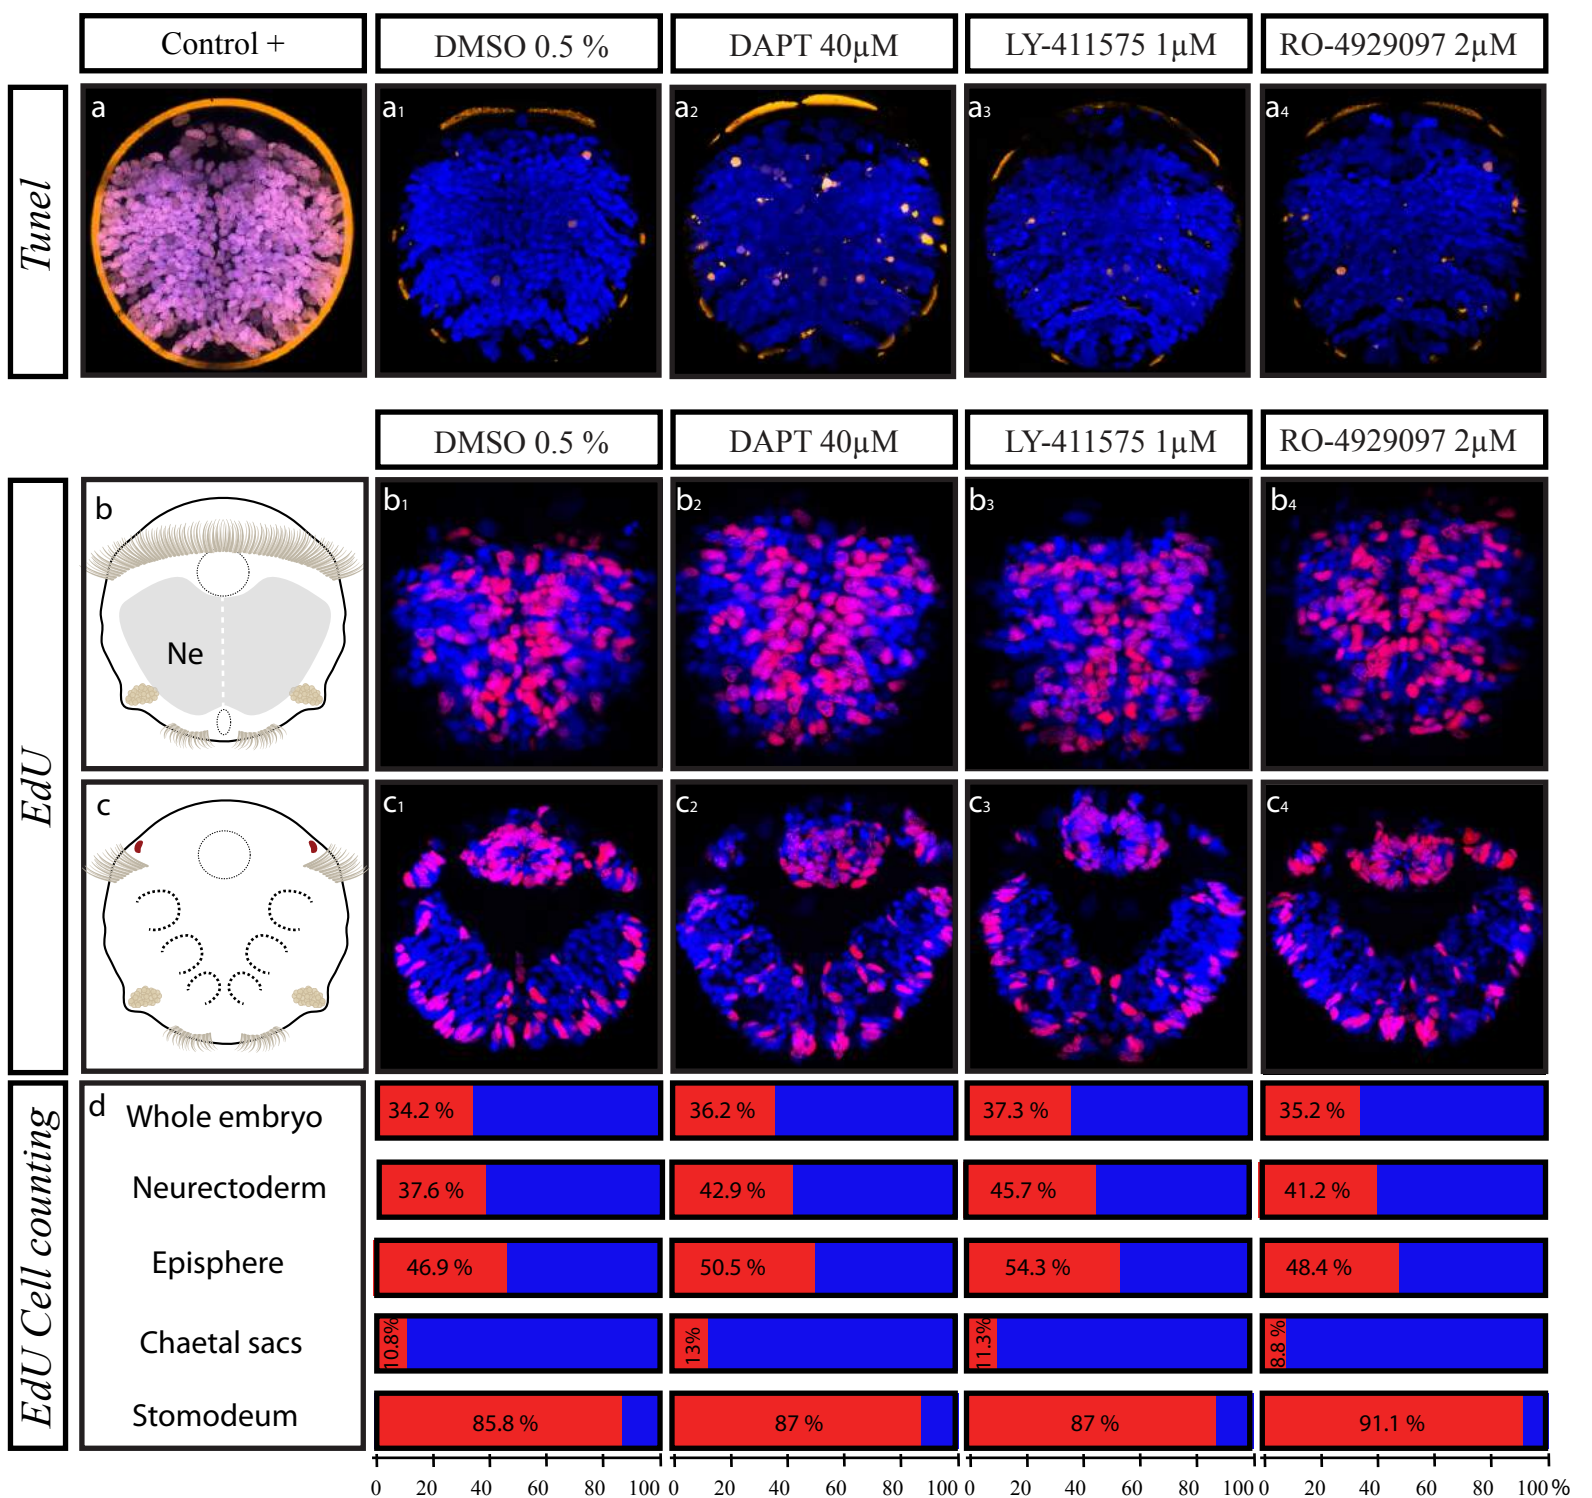 Control +
DMSO 0.5 %
DAPT 40µM
LY-411575 1µM
RO-4929097 2µM
Tunel
a
a1
a2
a3
a4
DMSO 0.5 %
DAPT 40µM
LY-411575 1µM
RO-4929097 2µM
EdU
b
Ne
b1
b2
b3
b4
c
c1
c2
c3
c4
EdU Cell counting
d
Whole embryo
34.2 %
36.2 %
37.3 %
35.2 %
Neurectoderm
37.6 %
42.9 %
45.7 %
41.2 %
Episphere
46.9 %
50.5 %
54.3 %
48.4 %
Chaetal sacs
10.8%
13%
11.3%
8.8 %
Stomodeum
85.8 %
87 %
87 %
91.1 %
0 20 40 60 80 100
0 20 40 60 80 100
0 20 40 60 80 100
0 20 40 60 80 100 %